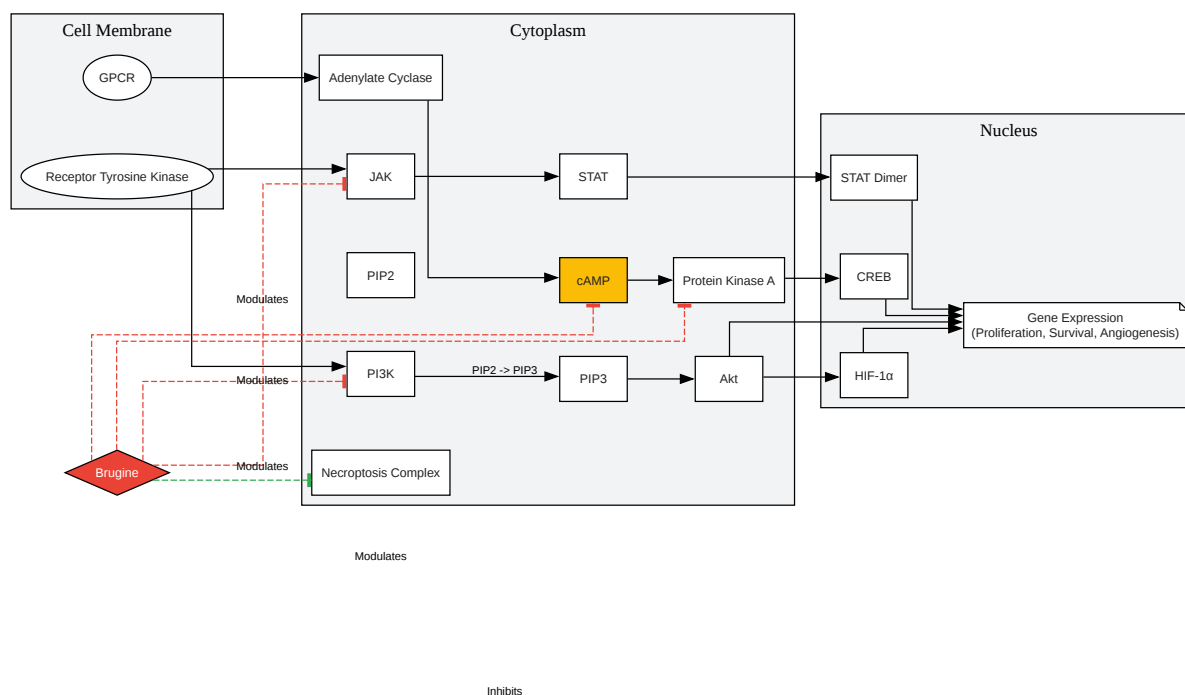 Cell Membrane
Cytoplasm
GPCR
Adenylate Cyclase
Nucleus
Receptor Tyrosine Kinase
JAK
STAT
STAT Dimer
PIP2
cAMP
Protein Kinase A
CREB
Modulates
Gene Expression
(Proliferation, Survival, Angiogenesis)
PI3K
PIP2 -> PIP3
PIP3
Akt
HIF-1α
Modulates
Brugine
Modulates
Necroptosis Complex
Modulates
Inhibits